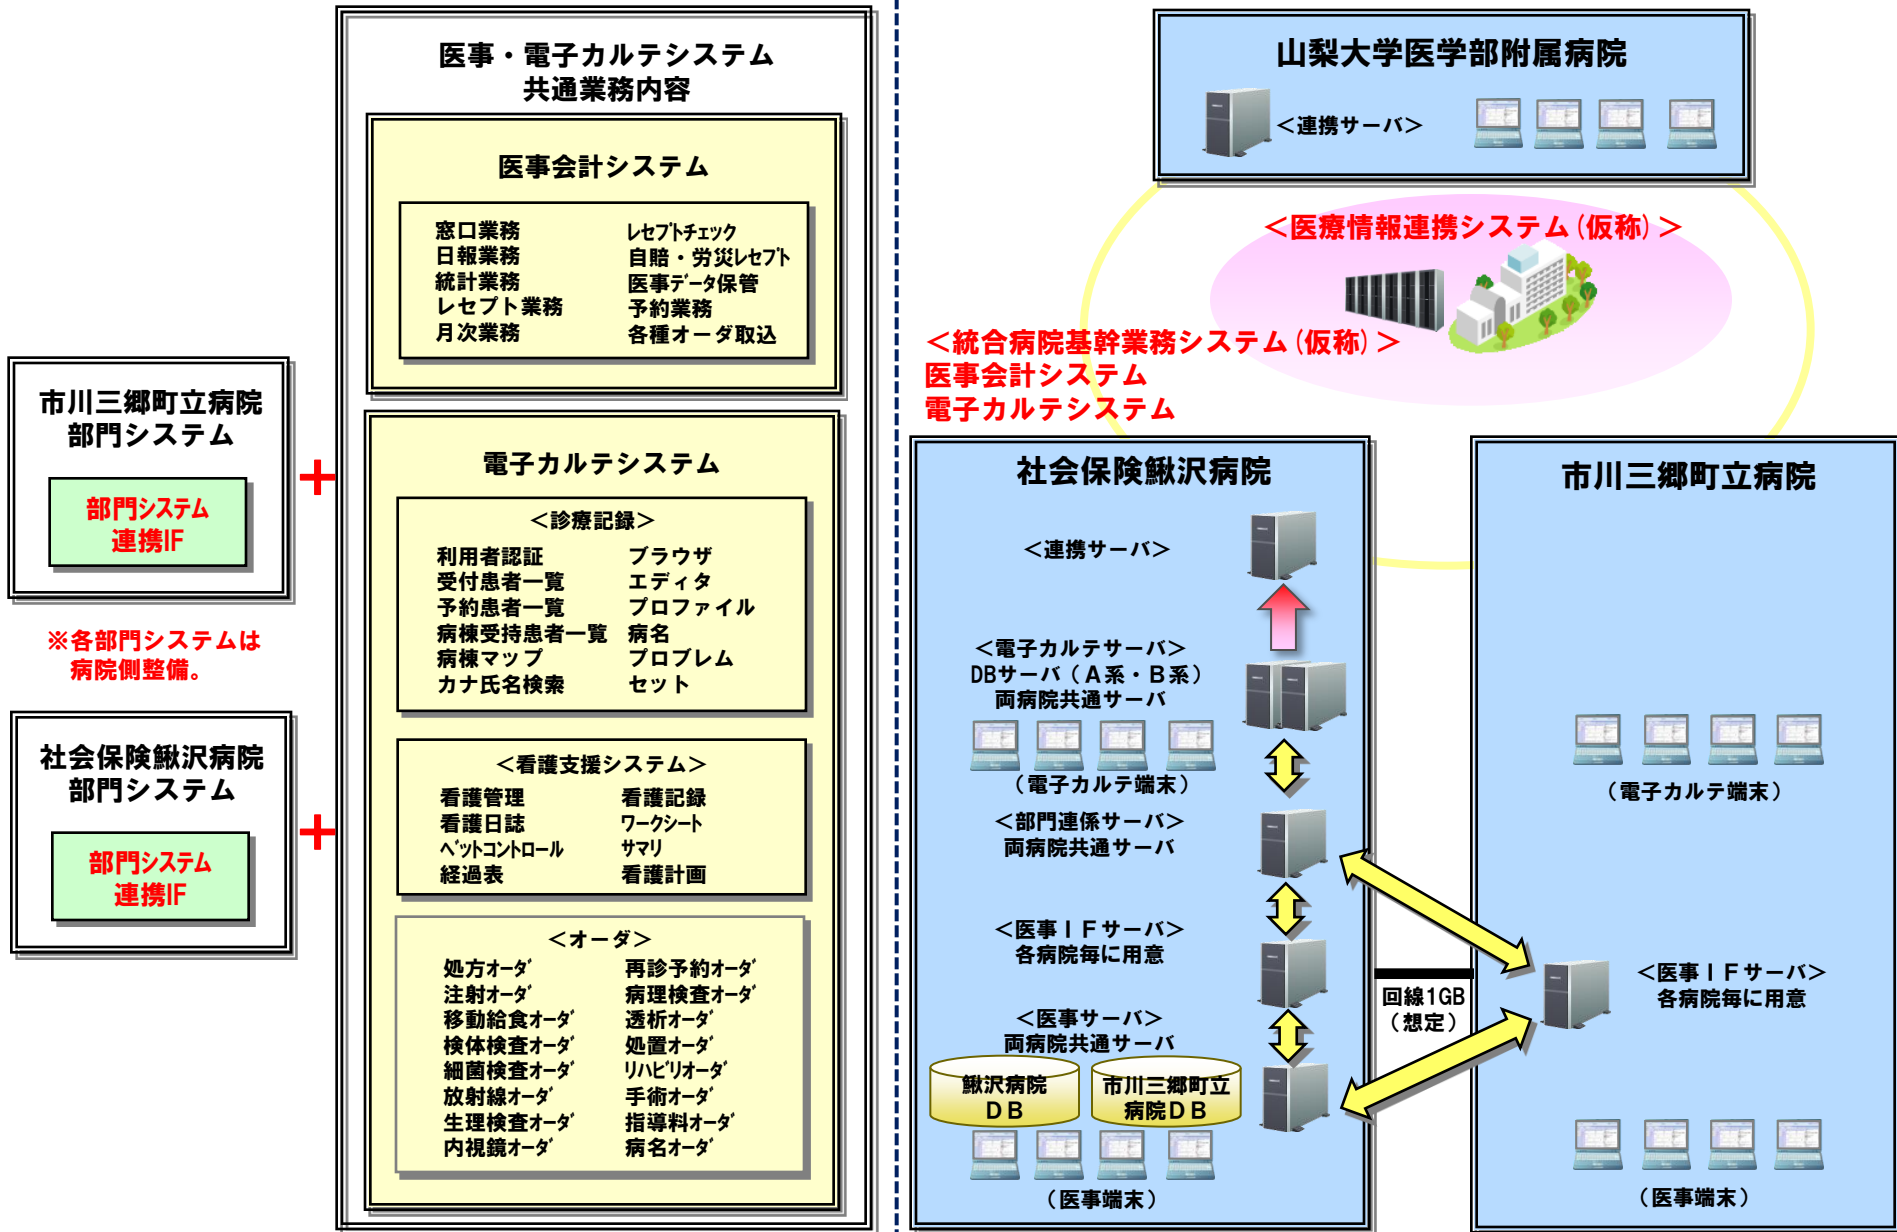 医事・電子カルテシステム
共通業務内容
医事会計システム
窓口業務
日報業務
統計業務
レセプト業務
月次業務
レセプトチェック
自賠・労災レセプト
医事データ保管
予約業務
各種オーダ取込
市川三郷町立病院
部門システム
部門システム
連携IF
※各部門システムは
病院側整備。
社会保険鰍沢病院
部門システム
部門システム
連携IF
電子カルテシステム
＜診療記録＞
利用者認証
受付患者一覧
予約患者一覧
病棟受持患者一覧
病棟マップ
カナ氏名検索
ブラウザ
エディタ
プロファイル
病名
プロブレム
セット
＜看護支援システム＞
看護管理
看護日誌
ベットコントロール
経過表
看護記録
ワークシート
サマリ
看護計画
＜オーダ＞
処方オーダ
注射オーダ
移動給食オーダ
検体検査オーダ
細菌検査オーダ
放射線オーダ
生理検査オーダ
内視鏡オーダ
再診予約オーダ
病理検査オーダ
透析オーダ
処置オーダ
リハビリオーダ
手術オーダ
指導料オーダ
病名オーダ
山梨大学医学部附属病院
＜連携サーバ＞
＜医療情報連携システム(仮称)＞
＜統合病院基幹業務システム(仮称)＞
医事会計システム
電子カルテシステム
社会保険鰍沢病院
＜連携サーバ＞
＜電子カルテサーバ＞
DBサーバ（A系・B系）
両病院共通サーバ
（電子カルテ端末）
＜部門連係サーバ＞
両病院共通サーバ
＜医事ＩＦサーバ＞
各病院毎に用意
＜医事サーバ＞
両病院共通サーバ
鰍沢病院
ＤＢ
市川三郷町立
病院ＤＢ
（医事端末）
回線1GB
（想定）
市川三郷町立病院
（電子カルテ端末）
＜医事ＩＦサーバ＞
各病院毎に用意
（医事端末）